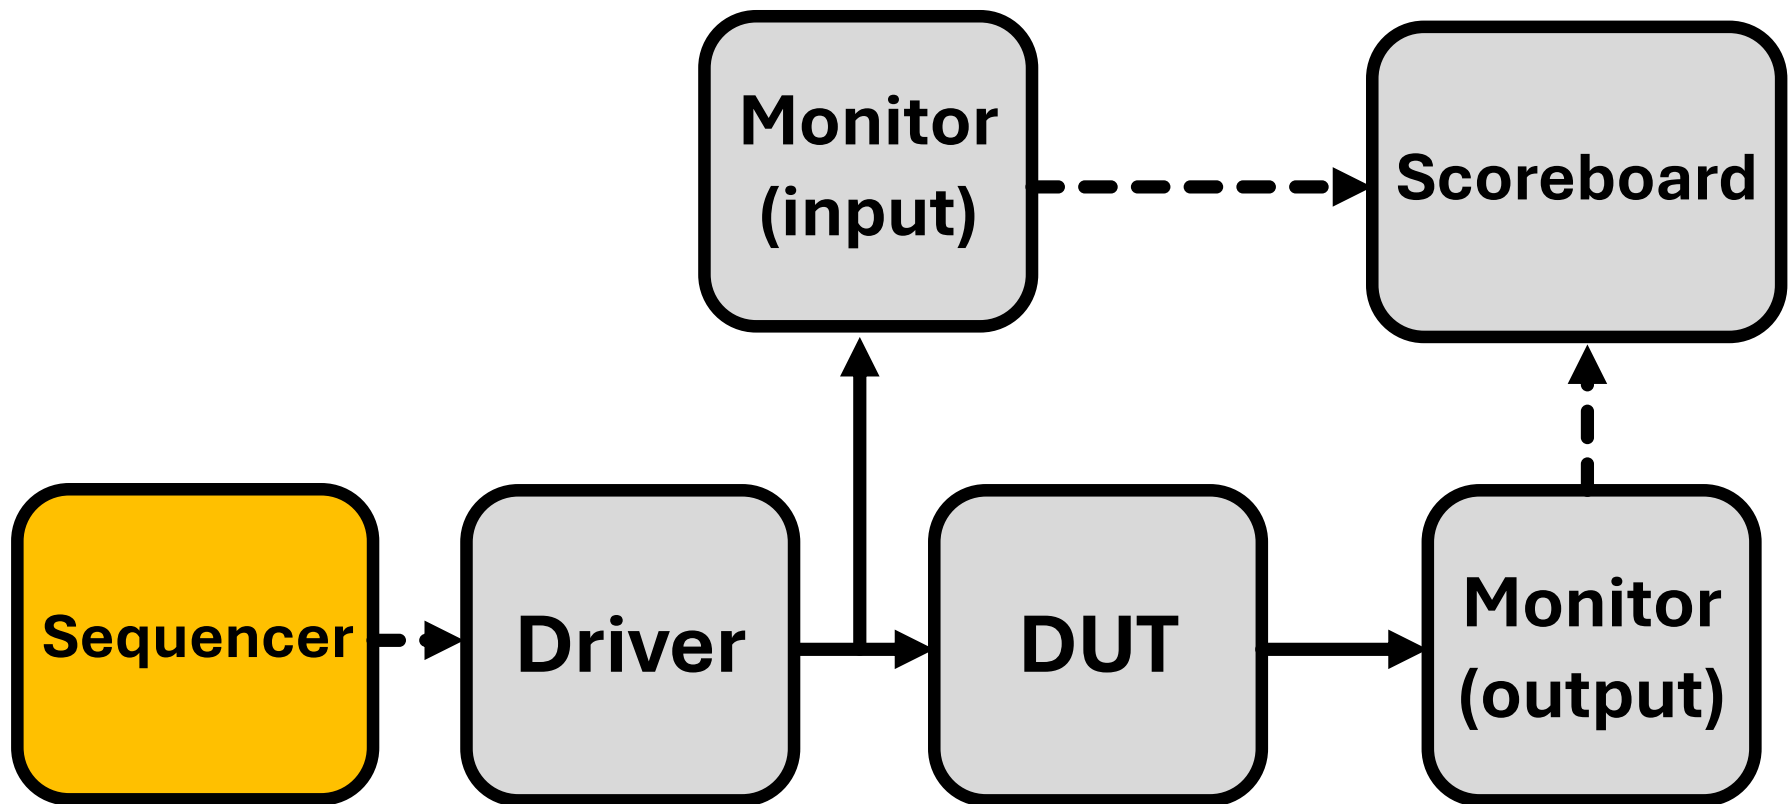 Monitor
(input)
Scoreboard
Sequencer
Driver
DUT
Monitor
(output)